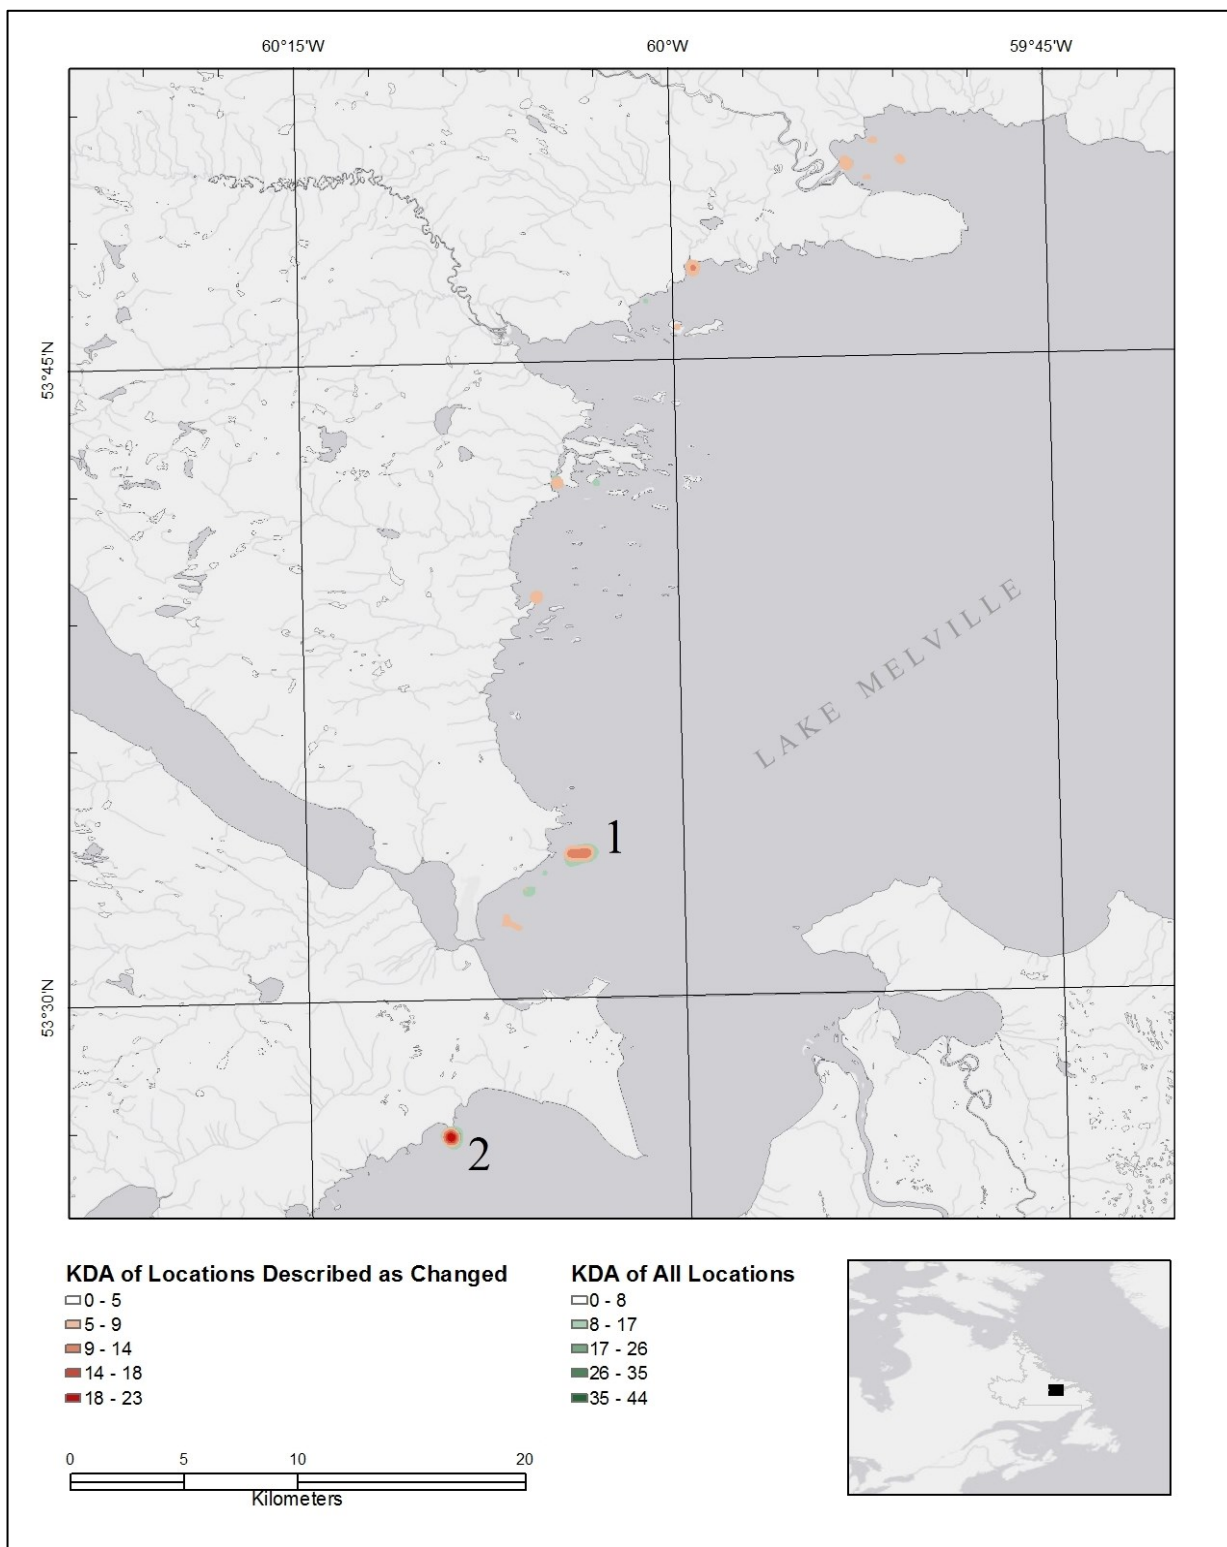 60°15'W 60°W 59°45'W
53°45'N
LAKE MELVILLE
1
53°30'N
2
KDA of Locations Described as Changed
0 - 5
5 - 9
9 - 14
14 - 18
18 - 23
KDA of All Locations
0 - 8
8 - 17
17 - 26
26 - 35
35 - 44
0 5 10 20
Kilometers